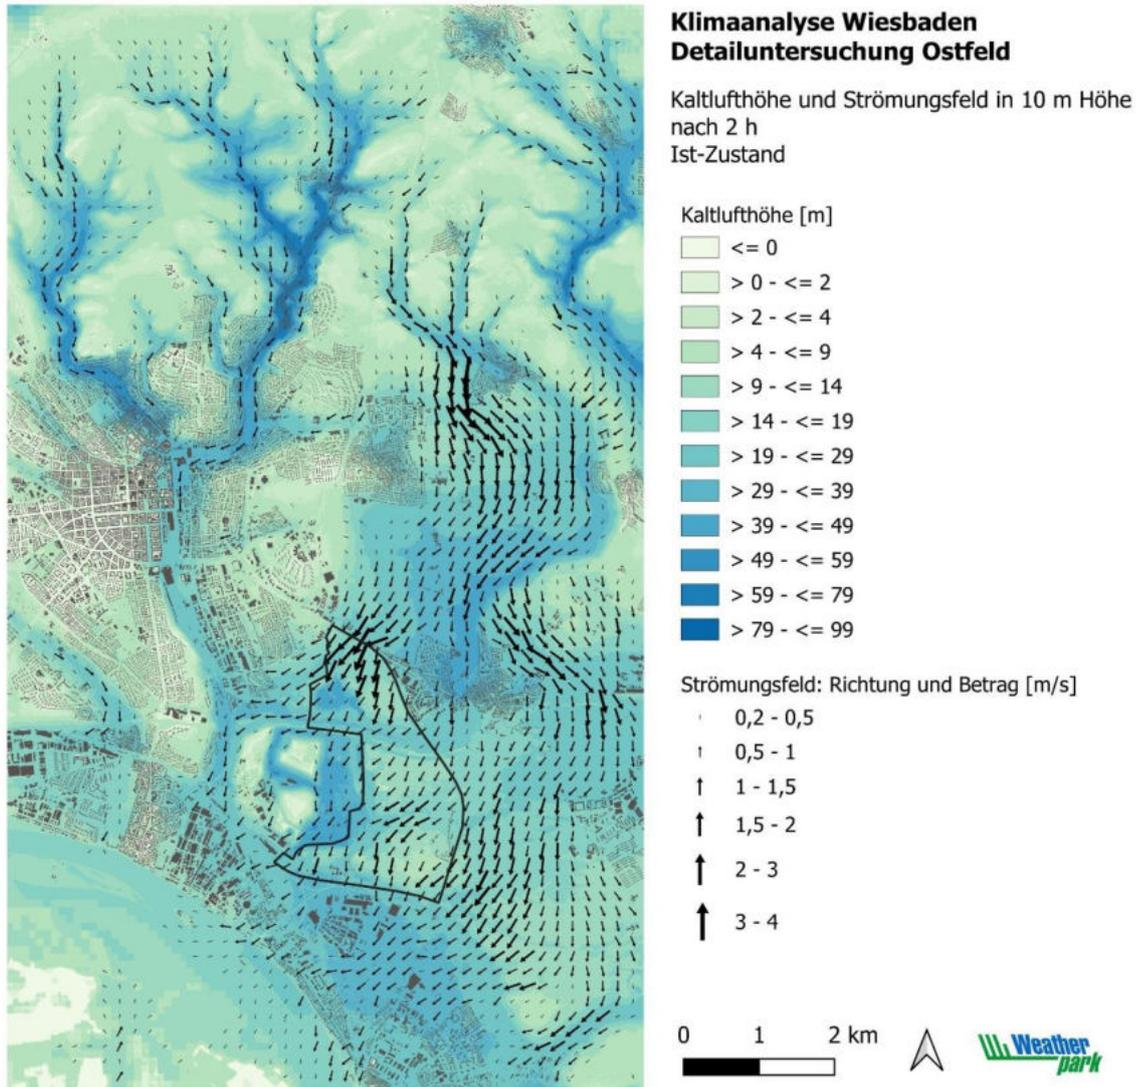 Klimaanalyse Wiesbaden
Detailuntersuchung Ostfeld
Kaltlufthöhe und Strömungsfeld in 10 m Höhe
nach 2 h
Ist-Zustand
Kaltlufthöhe [m]
<= 0
> 0 - <= 2
> 2 - <= 4
> 4 - <= 9
> 9 - <= 14
> 14 - <= 19
> 19 - <= 29
> 29 - <= 39
> 39 - <= 49
> 49 - <= 59
> 59 - <= 79
> 79 - <= 99
Strömungsfeld: Richtung und Betrag [m/s]
0,2 - 0,5
0,5 - 1
1 - 1,5
1,5 - 2
2 - 3
3 - 4
0 1 2 km
Weather
park